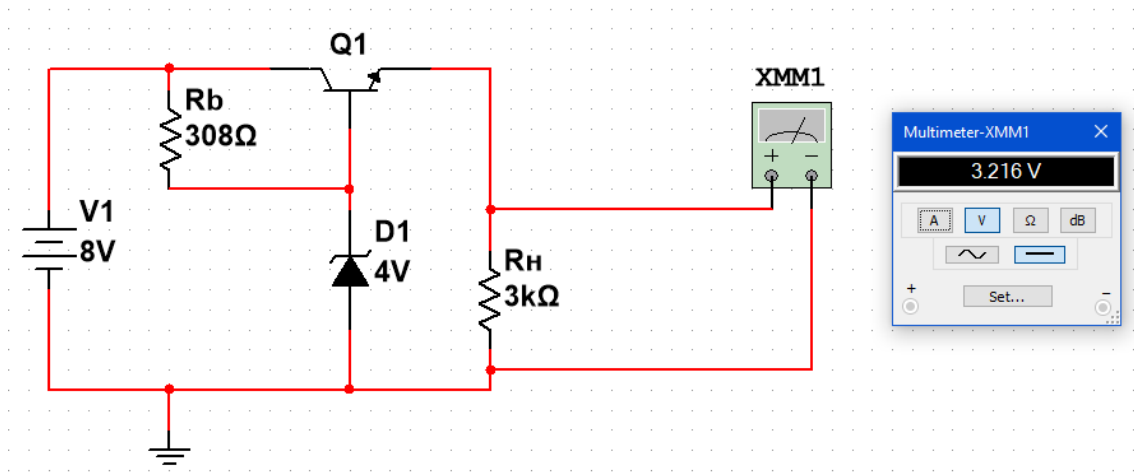 Q1
Rb
308Ω
V1
8V
D1
4V
Rн
3kΩ
XMM1
+ −
Multimeter-XMM1
3.216 V
A V Ω dB
Set...
+ −